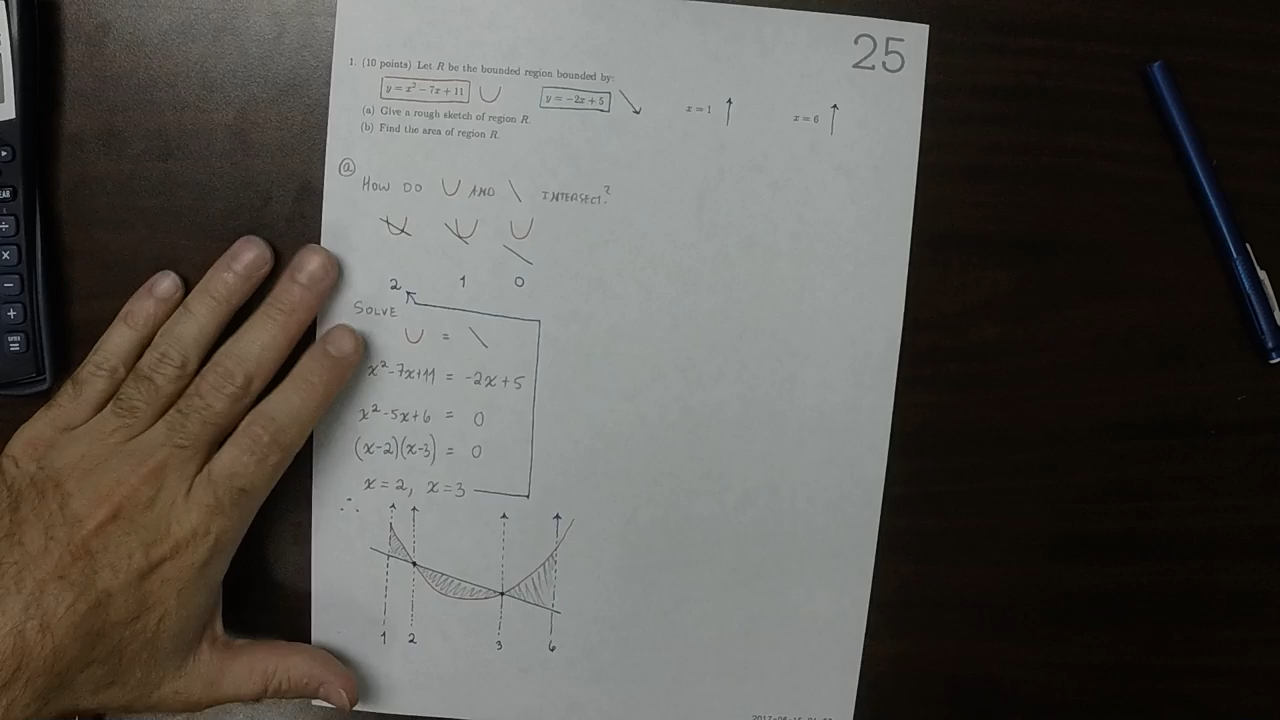 25
1. (10 points) Let R be the bounded region bounded by:
y = x² − 7x + 11 y = −2x + 5 x = 1 x = 6
(a) Give a rough sketch of region R.
(b) Find the area of region R.
(a)
HOW DO ∪ AND \ INTERSECT?
2 1 0
SOLVE
∪ = \
x²-7x+11 = -2x+5
x²-5x+6 = 0
(x-2)(x-3) = 0
x=2, x=3
∴
1 2 3 6